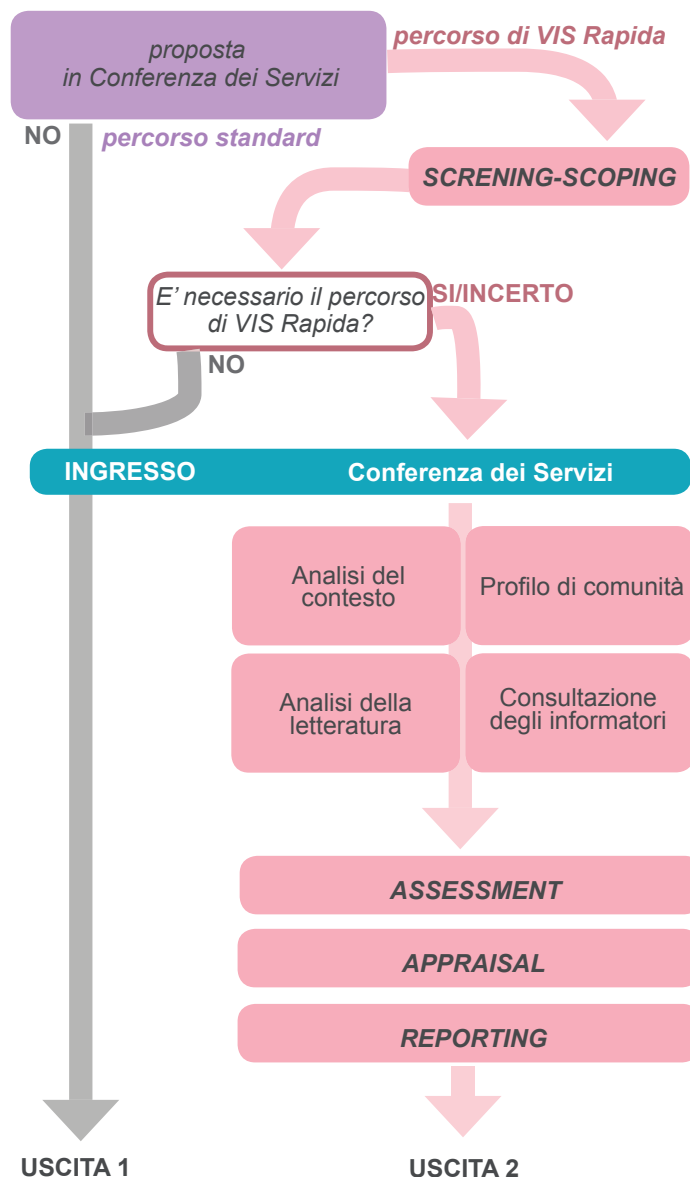 proposta
in Conferenza dei Servizi
percorso di VIS Rapida
NO
percorso standard
SCRENING-SCOPING
E' necessario il percorso
di VIS Rapida?
SI/INCERTO
NO
INGRESSO
Conferenza dei Servizi
Analisi del
contesto
Profilo di comunità
Analisi della
letteratura
Consultazione
degli informatori
ASSESSMENT
APPRAISAL
REPORTING
USCITA 1
USCITA 2